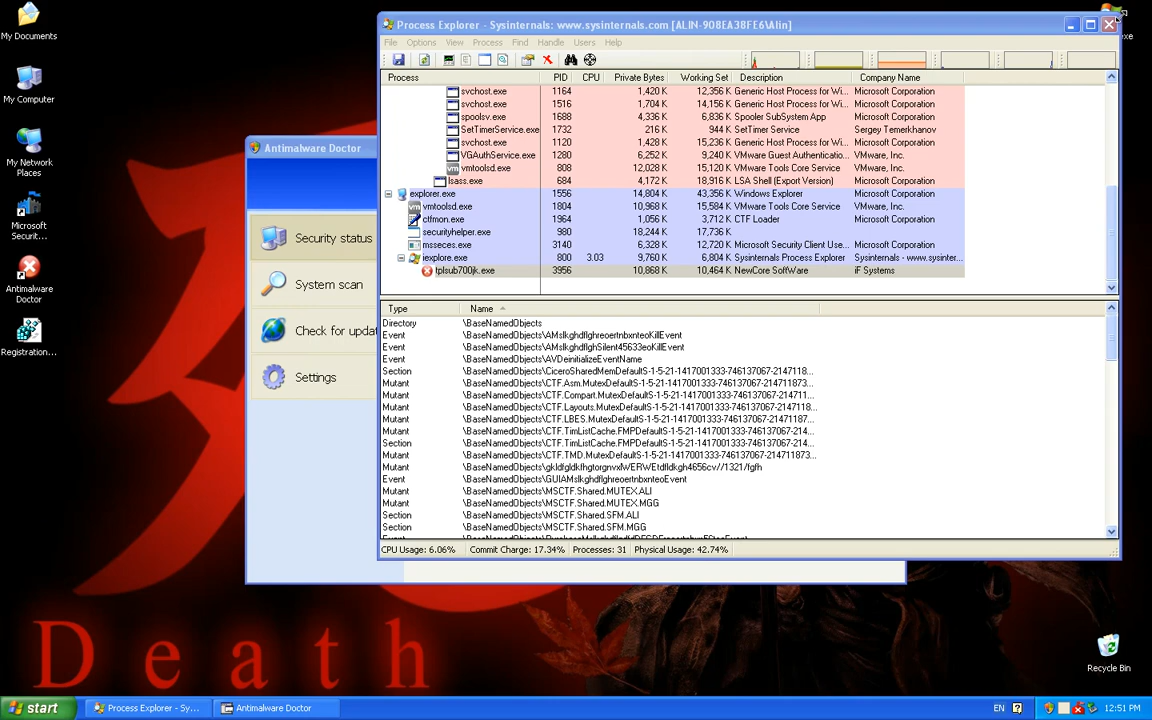 My Documents
My Computer
My Network
Places
Microsoft
Securit...
Antimalware
Doctor
Registration...
Antimalware Doctor
Security status
System scan
Check for upda
Settings
Process Explorer - Sysinternals: www.sysinternals.com [ALIN-908EA38FE6\Alin]
File Options View Process Find Handle Users Help
Process PID CPU Private Bytes Working Set Description Company Name
svchost.exe 1164 1,420 K 12,356 K Generic Host Process for Wi... Microsoft Corporation
svchost.exe 1516 1,704 K 14,156 K Generic Host Process for Wi... Microsoft Corporation
spoolsv.exe 1688 4,336 K 6,836 K Spooler SubSystem App Microsoft Corporation
SetTimerService.exe 1732 216 K 944 K SetTimer Service Sergey Temerkhanov
svchost.exe 1120 1,428 K 15,236 K Generic Host Process for Wi... Microsoft Corporation
VGAuthService.exe 1280 6,252 K 9,240 K VMware Guest Authenticatio... VMware, Inc.
vmtoolsd.exe 808 12,028 K 15,120 K VMware Tools Core Service VMware, Inc.
lsass.exe 684 4,172 K 18,916 K LSA Shell (Export Version) Microsoft Corporation
explorer.exe 1556 14,804 K 43,356 K Windows Explorer Microsoft Corporation
vmtoolsd.exe 1804 10,968 K 15,584 K VMware Tools Core Service VMware, Inc.
ctfmon.exe 1964 1,056 K 3,712 K CTF Loader Microsoft Corporation
securityhelper.exe 980 18,244 K 17,736 K
msseces.exe 3140 6,328 K 12,720 K Microsoft Security Client Use... Microsoft Corporation
iexplore.exe 800 3.03 9,760 K 6,804 K Sysinternals Process Explorer Sysinternals - www.sysinter...
tplsub700jk.exe 3956 10,868 K 10,464 K NewCore SoftWare iF Systems
Type Name
Directory \BaseNamedObjects
Event \BaseNamedObjects\AMslkghdflghreoertnbxnteoKillEvent
Event \BaseNamedObjects\AMslkghdflghSilent45633eoKillEvent
Event \BaseNamedObjects\AVDeinitializeEventName
Section \BaseNamedObjects\CiceroSharedMemDefaultS-1-5-21-1417001333-746137067-2147118...
Mutant \BaseNamedObjects\CTF.Asm.MutexDefaultS-1-5-21-1417001333-746137067-214711873...
Mutant \BaseNamedObjects\CTF.Compart.MutexDefaultS-1-5-21-1417001333-746137067-21471...
Mutant \BaseNamedObjects\CTF.Layouts.MutexDefaultS-1-5-21-1417001333-746137067-2147118...
Mutant \BaseNamedObjects\CTF.LBES.MutexDefaultS-1-5-21-1417001333-746137067-21471187...
Mutant \BaseNamedObjects\CTF.TimListCache.FMPDefaultS-1-5-21-1417001333-746137067-214...
Section \BaseNamedObjects\CTF.TimListCache.FMPDefaultS-1-5-21-1417001333-746137067-214...
Mutant \BaseNamedObjects\CTF.TMD.MutexDefaultS-1-5-21-1417001333-746137067-214711873...
Mutant \BaseNamedObjects\gkldfgldkfhgtorgnvxlWERWEtdfldkgh4656cv//1321/fgfh
Event \BaseNamedObjects\GUIAMslkghdflghreoertnbxnteoEvent
Mutant \BaseNamedObjects\MSCTF.Shared.MUTEX.ALI
Mutant \BaseNamedObjects\MSCTF.Shared.MUTEX.MGG
Section \BaseNamedObjects\MSCTF.Shared.SFM.ALI
Section \BaseNamedObjects\MSCTF.Shared.SFM.MGG
CPU Usage: 6.06% Commit Charge: 17.34% Processes: 31 Physical Usage: 42.74%
.exe
Death
Recycle Bin
start
Process Explorer - Sy...
Antimalware Doctor
EN
12:51 PM